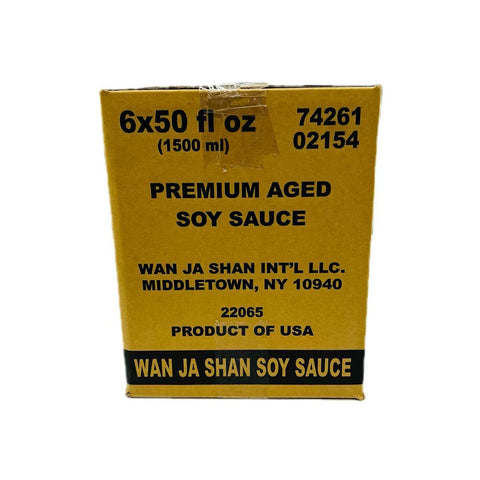 6x50 fl oz 74261
(1500 ml) 02154
PREMIUM AGED
SOY SAUCE
WAN JA SHAN INT'L LLC.
MIDDLETOWN, NY 10940
22065
PRODUCT OF USA
WAN JA SHAN SOY SAUCE